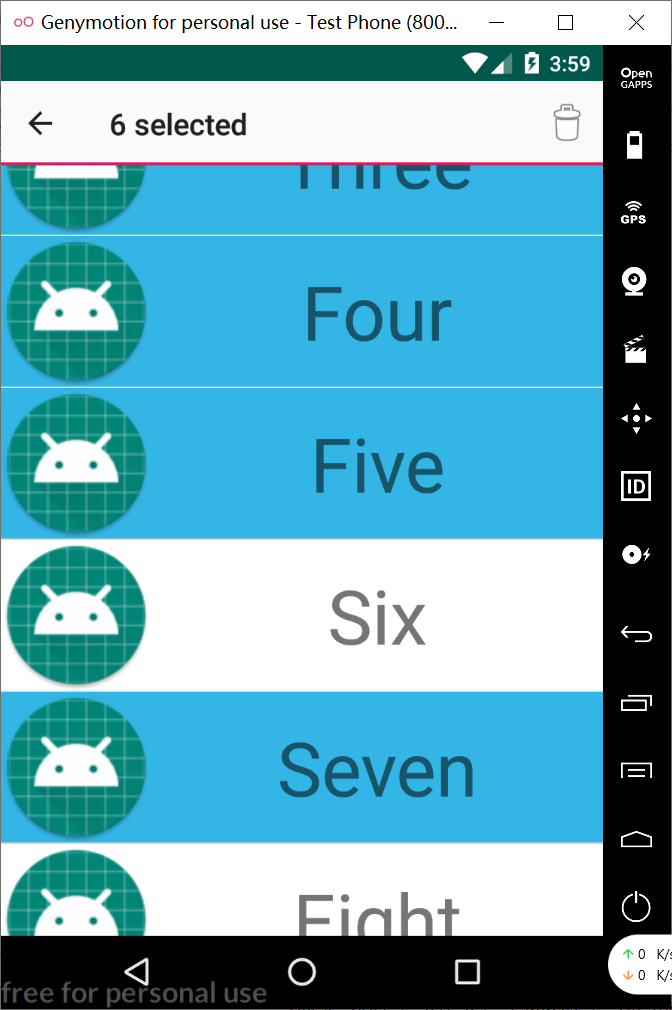 Genymotion for personal use - Test Phone (800...
3:59
Open
GAPPS
6 selected
Three
GPS
Four
Five
ID
Six
Seven
Eight
0 K/s
0 K/s
free for personal use